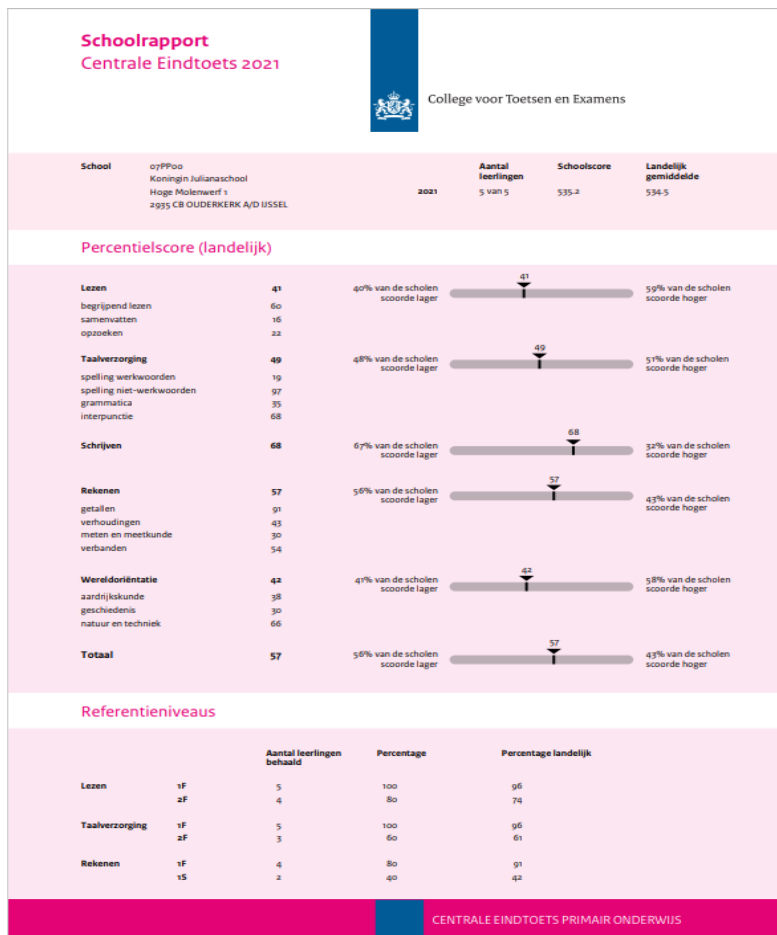 Schoolrapport
Centrale Eindtoets 2021
College voor Toetsen en Examens
School 07PP00 Aantal leerlingen Schoolscore Landelijk gemiddelde
Koningin Julianaschool
Hoge Molenwerf 1 2021 5 van 5 535.2 534.5
2935 CB OUDERKERK A/D IJSSEL
Percentielscore (landelijk)
Lezen 41 40% van de scholen scoorde lager 41 59% van de scholen scoorde hoger
begrijpend lezen 60
samenvatten 16
opzoeken 22
Taalverzorging 49 48% van de scholen scoorde lager 49 51% van de scholen scoorde hoger
spelling werkwoorden 19
spelling niet-werkwoorden 97
grammatica 35
interpunctie 68
Schrijven 68 67% van de scholen scoorde lager 68 32% van de scholen scoorde hoger
Rekenen 57 56% van de scholen scoorde lager 57 43% van de scholen scoorde hoger
getallen 91
verhoudingen 43
meten en meetkunde 30
verbanden 54
Wereldoriëntatie 42 41% van de scholen scoorde lager 42 58% van de scholen scoorde hoger
aardrijkskunde 38
geschiedenis 30
natuur en techniek 66
Totaal 57 56% van de scholen scoorde lager 57 43% van de scholen scoorde hoger
Referentieniveaus
Aantal leerlingen behaald Percentage Percentage landelijk
Lezen 1F 5 100 96
2F 4 80 74
Taalverzorging 1F 5 100 96
2F 3 60 61
Rekenen 1F 4 80 91
1S 2 40 42
CENTRALE EINDTOETS PRIMAIR ONDERWIJS